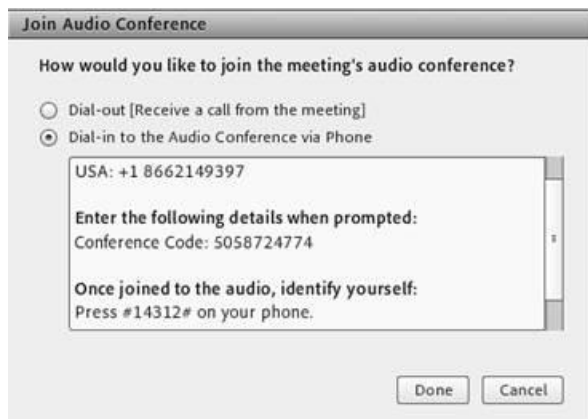 Join Audio Conference
How would you like to join the meeting's audio conference?
Dial-out [Receive a call from the meeting]
Dial-in to the Audio Conference via Phone
USA: +1 8662149397
Enter the following details when prompted:
Conference Code: 5058724774
Once joined to the audio, identify yourself:
Press #14312# on your phone.
Done Cancel